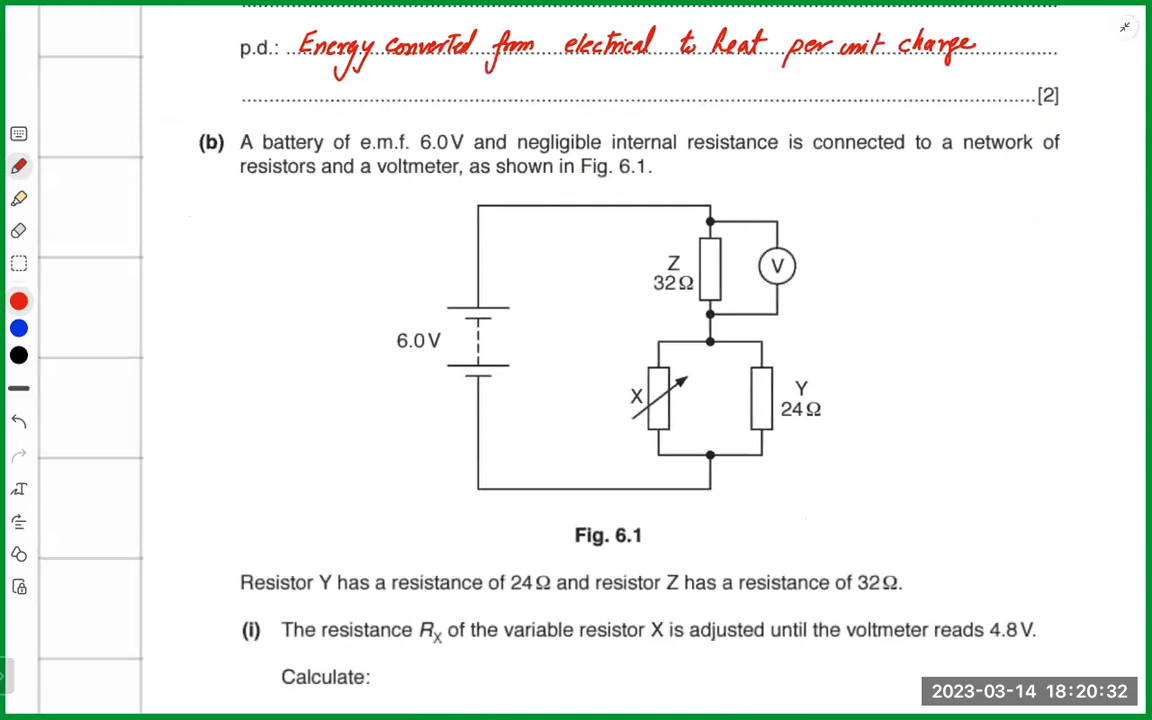 p.d.: Energy converted from electrical to heat per unit charge
[2]
(b) A battery of e.m.f. 6.0V and negligible internal resistance is connected to a network of
resistors and a voltmeter, as shown in Fig. 6.1.
Z
32Ω
V
6.0V
X
Y
24Ω
Fig. 6.1
Resistor Y has a resistance of 24Ω and resistor Z has a resistance of 32Ω.
(i) The resistance Rₓ of the variable resistor X is adjusted until the voltmeter reads 4.8V.
Calculate:
2023-03-14 18:20:32